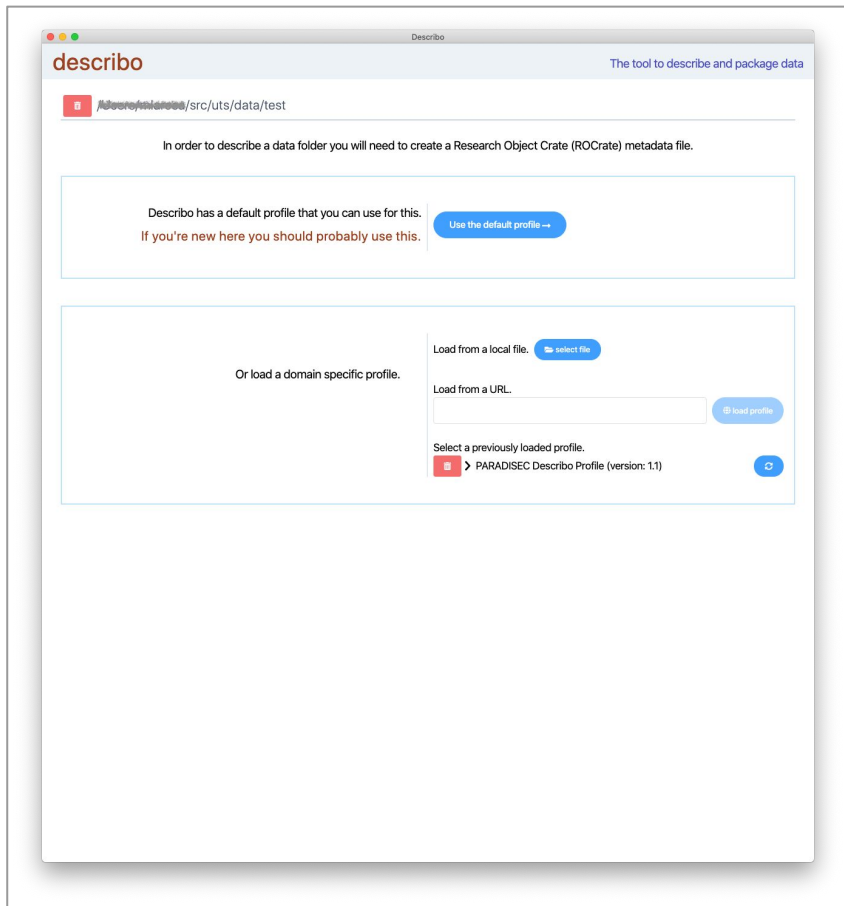 Describo
describo
The tool to describe and package data
/src/uts/data/test
In order to describe a data folder you will need to create a Research Object Crate (ROCrate) metadata file.
Describo has a default profile that you can use for this.
If you're new here you should probably use this.
Use the default profile →
Or load a domain specific profile.
Load from a local file. select file
Load from a URL.
load profile
Select a previously loaded profile.
PARADISEC Describo Profile (version: 1.1)